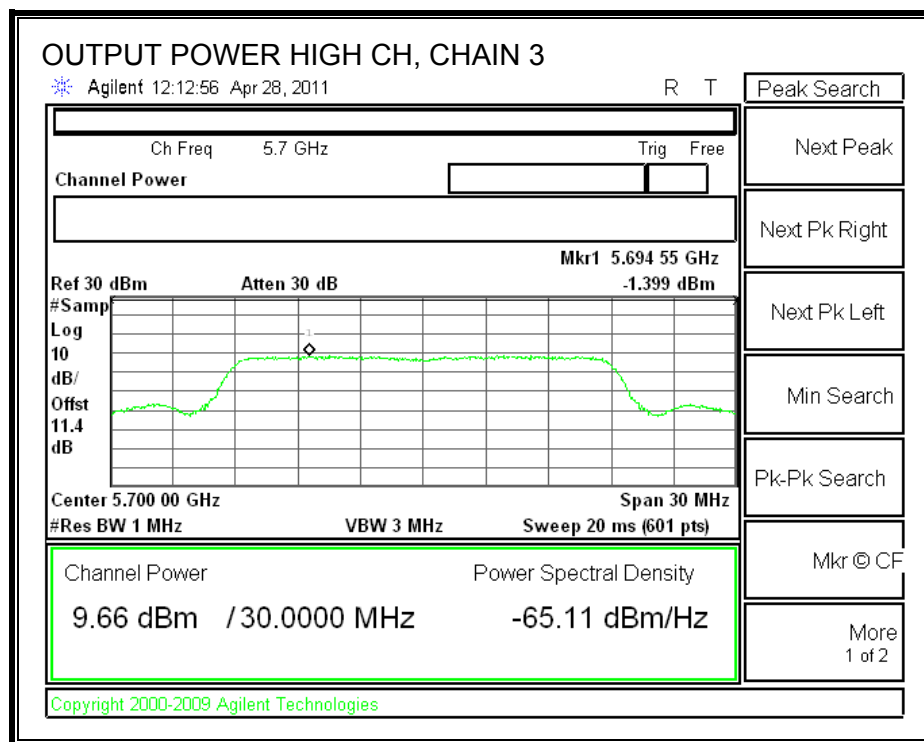 OUTPUT POWER HIGH CH, CHAIN 3
Agilent 12:12:56 Apr 28, 2011 R T
Peak Search
Ch Freq 5.7 GHz Trig Free
Channel Power
Mkr1 5.694 55 GHz
Ref 30 dBm Atten 30 dB -1.399 dBm
#Samp
Log
10
dB/
Offst
11.4
dB
1
Center 5.700 00 GHz Span 30 MHz
#Res BW 1 MHz VBW 3 MHz Sweep 20 ms (601 pts)
Channel Power Power Spectral Density
9.66 dBm / 30.0000 MHz -65.11 dBm/Hz
Copyright 2000-2009 Agilent Technologies
Next Peak
Next Pk Right
Next Pk Left
Min Search
Pk-Pk Search
Mkr © CF
More
1 of 2